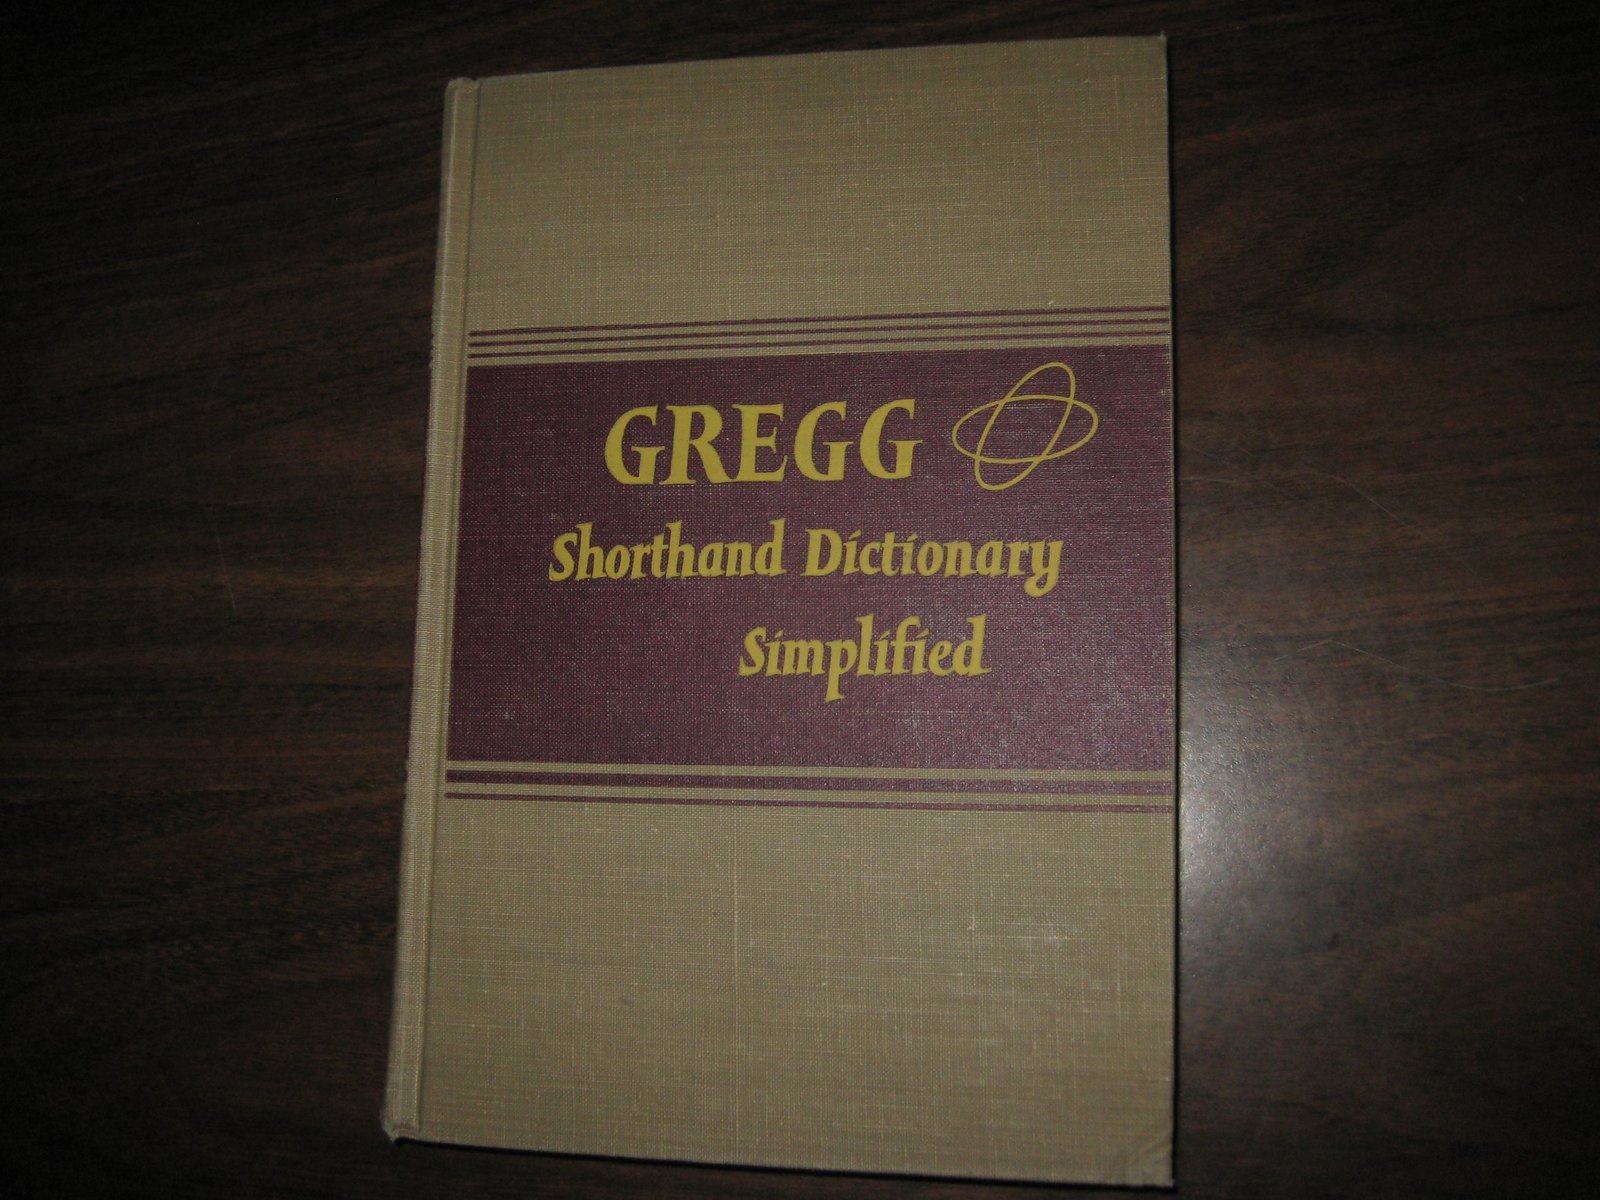 GREGG
Shorthand Dictionary
Simplified